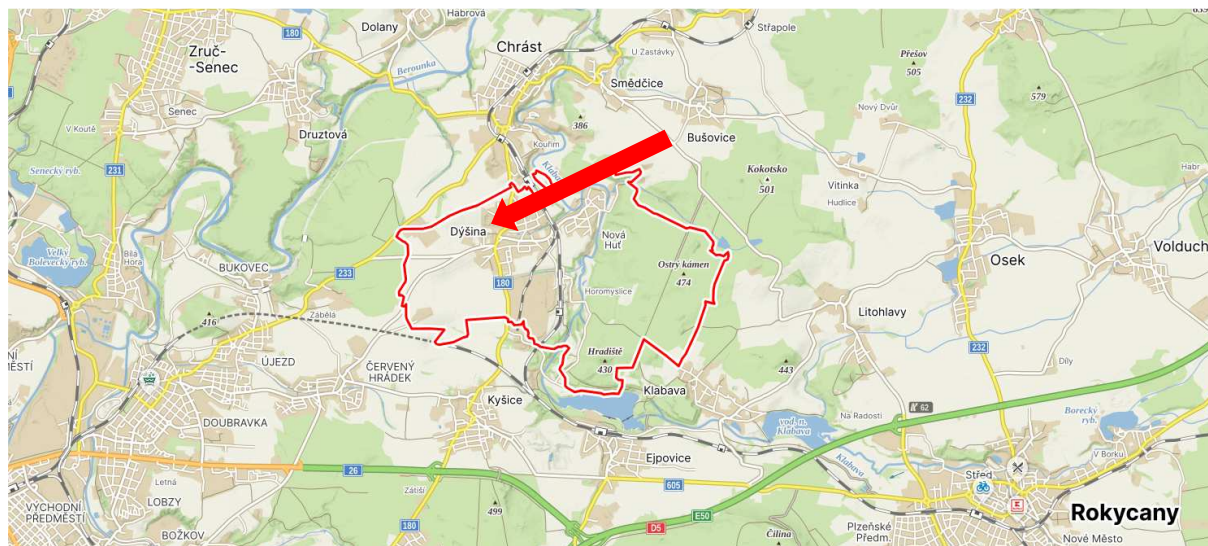 Habrová
Dolany
180
Zruč-
-Senec
Chrást
U Zastávky
Střapole
Přešov
505
Berounka
Smědčice
232
579
Senec
V Koutě
Druztová
386
Nový Dvůr
Kouřim
Bušovice
Senecký ryb.
231
Klaba
Kokotsko
501
Habr
Vitinka
Hudlice
Dýšina
Nová
Huť
Volduch
Velký
Bolevecký ryb.
Bílá
Hora
BUKOVEC
233
180
Ostrý kámen
474
Osek
Horomyslice
Litohlavy
416
Zábělá
ÚJEZD
ČERVENÝ
HRÁDEK
Hradiště
430
232
Díly
443
NÍ
MĚSTÍ
Klabava
Kyšice
62
DOUBRAVKA
vod. n.
Klabava
Na Radosti
Borecký
ryb.
V Borku
Letná
26
Ejpovice
Klabava
Střed
605
Zátiší
LOBZY
499
E50
VÝCHODNÍ
PŘEDMĚSTÍ
180
D5
Plzeňské
Předm.
Rokycany
BOŽKOV
Čilina
Nové Město